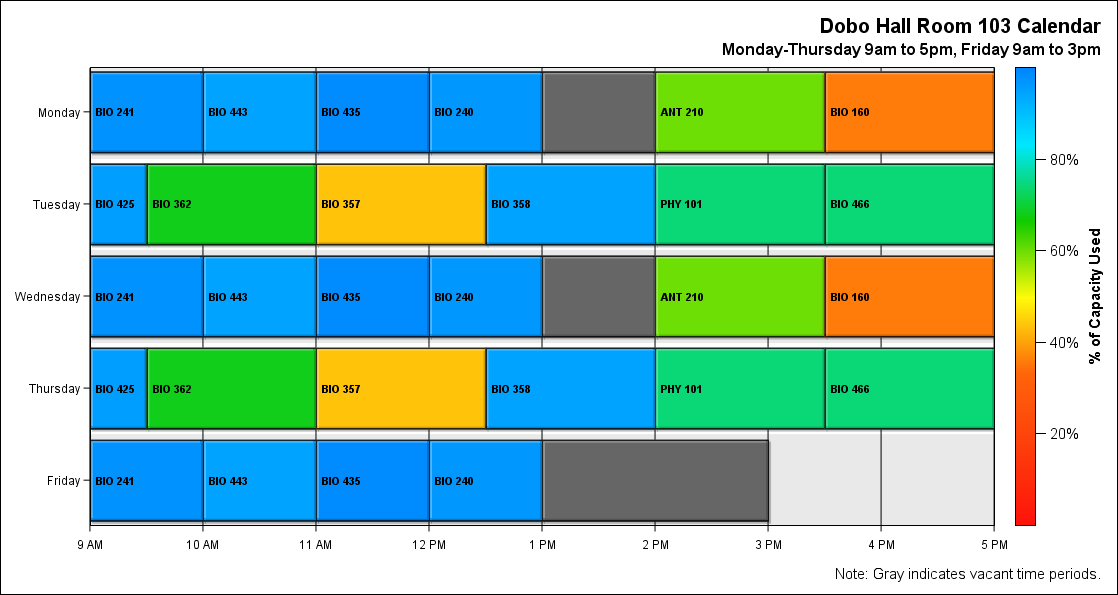 Dobo Hall Room 103 Calendar
Monday-Thursday 9am to 5pm, Friday 9am to 3pm
Monday BIO 241 BIO 443 BIO 435 BIO 240 ANT 210 BIO 160
Tuesday BIO 425 BIO 362 BIO 357 BIO 358 PHY 101 BIO 466
Wednesday BIO 241 BIO 443 BIO 435 BIO 240 ANT 210 BIO 160
Thursday BIO 425 BIO 362 BIO 357 BIO 358 PHY 101 BIO 466
Friday BIO 241 BIO 443 BIO 435 BIO 240
9 AM 10 AM 11 AM 12 PM 1 PM 2 PM 3 PM 4 PM 5 PM
80%
60%
40%
20%
% of Capacity Used
Note: Gray indicates vacant time periods.